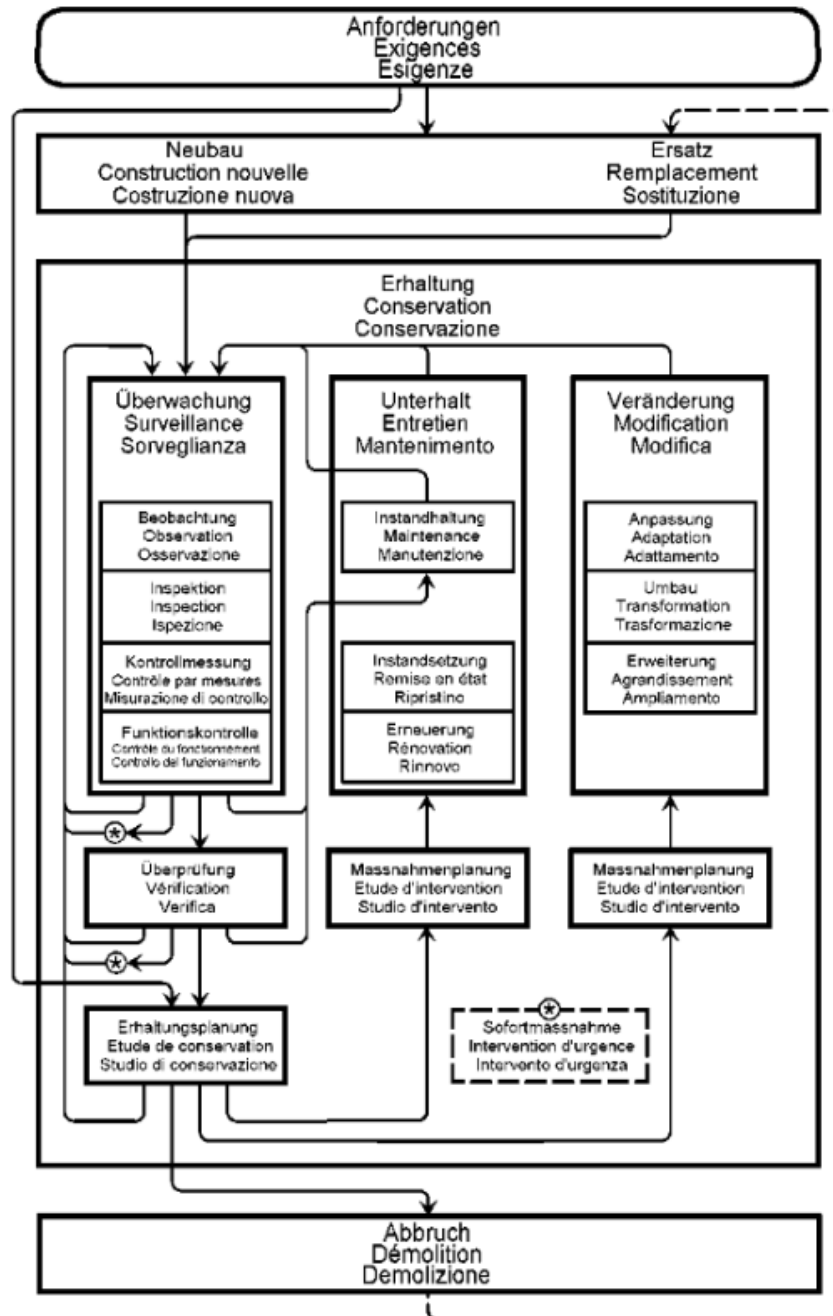 Anforderungen
Exigences
Esigenze
Neubau
Construction nouvelle
Costruzione nuova
Ersatz
Remplacement
Sostituzione
Erhaltung
Conservation
Conservazione
Überwachung
Surveillance
Sorveglianza
Beobachtung
Observation
Osservazione
Inspektion
Inspection
Ispezione
Kontrollmessung
Contrôle par mesures
Misurazione di controllo
Funktionskontrolle
Contrôle du fonctionnement
Controllo del funzionamento
Unterhalt
Entretien
Mantenimento
Instandhaltung
Maintenance
Manutenzione
Instandsetzung
Remise en état
Ripristino
Erneuerung
Rénovation
Rinnovo
Veränderung
Modification
Modifica
Anpassung
Adaptation
Adattamento
Umbau
Transformation
Trasformazione
Erweiterung
Agrandissement
Ampliamento
Überprüfung
Vérification
Verifica
Massnahmenplanung
Etude d'intervention
Studio d'intervento
Massnahmenplanung
Etude d'intervention
Studio d'intervento
Erhaltungsplanung
Etude de conservation
Studio di conservazione
Sofortmassnahme
Intervention d'urgence
Intervento d'urgenza
Abbruch
Démolition
Demolizione